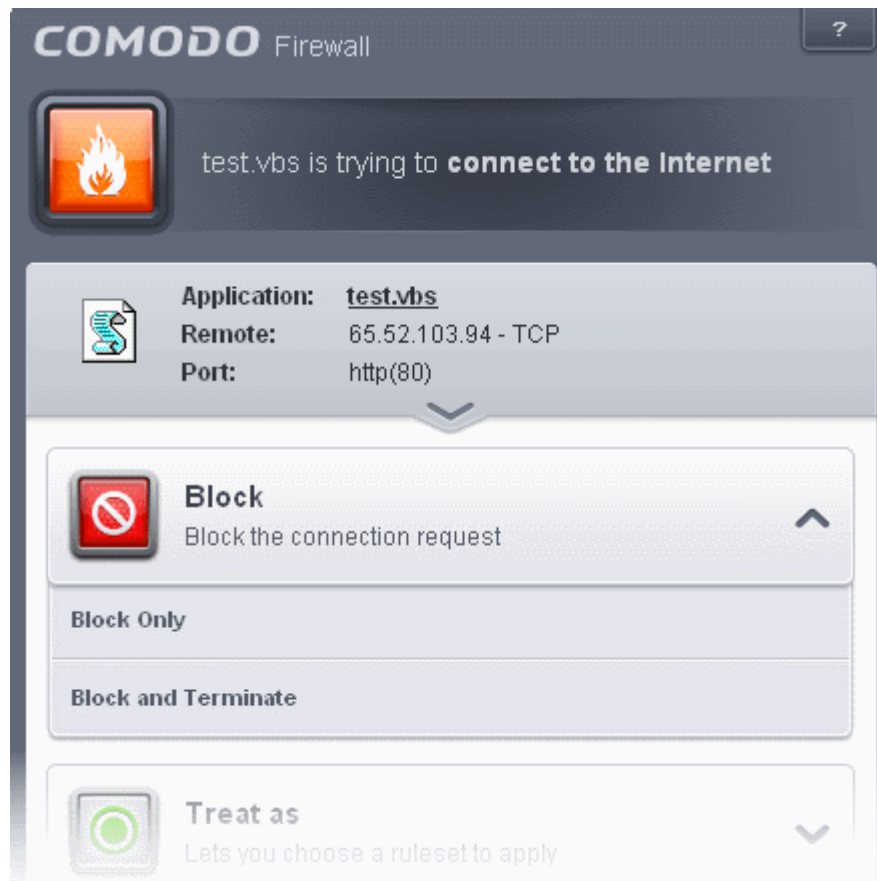 COMODO Firewall
?
test.vbs is trying to connect to the Internet
Application: test.vbs
Remote: 65.52.103.94 - TCP
Port: http(80)
Block
Block the connection request
Block Only
Block and Terminate
Treat as
Lets you choose a ruleset to apply